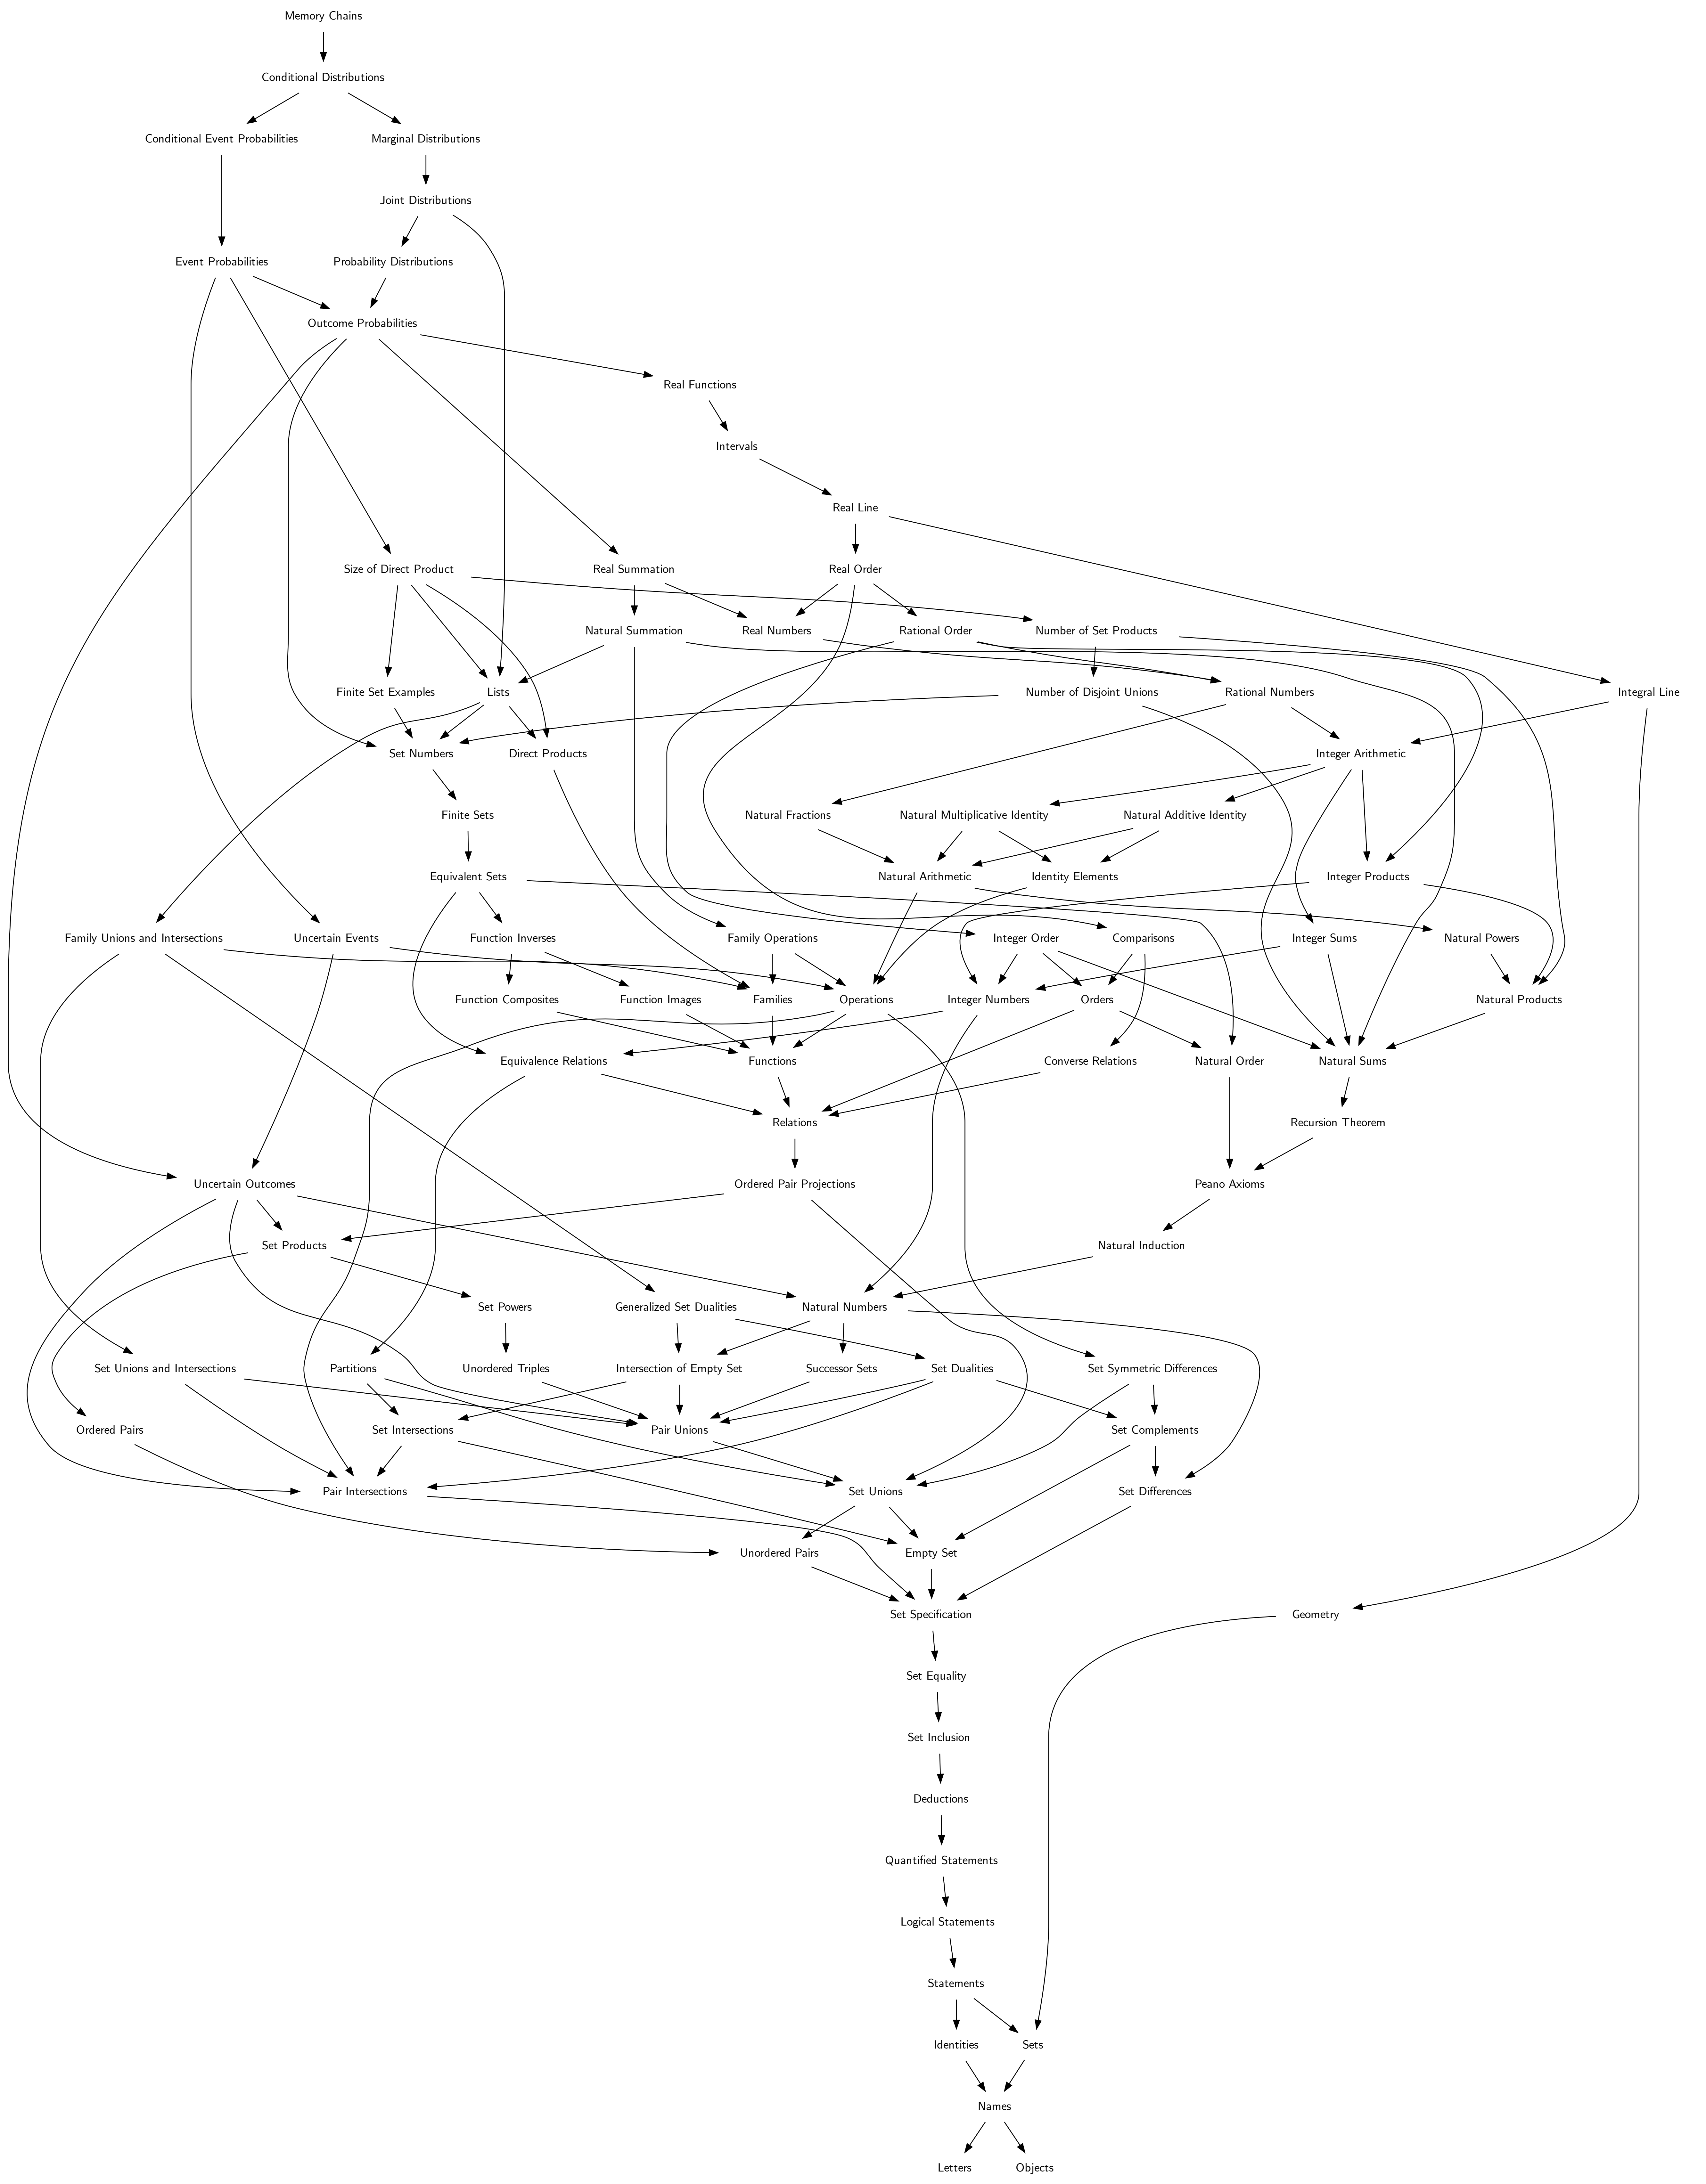 Memory Chains
Conditional Distributions
Conditional Event Probabilities
Marginal Distributions
Joint Distributions
Event Probabilities
Probability Distributions
Outcome Probabilities
Real Functions
Intervals
Real Line
Size of Direct Product
Real Summation
Real Order
Natural Summation
Real Numbers
Rational Order
Number of Set Products
Finite Set Examples
Lists
Number of Disjoint Unions
Rational Numbers
Integral Line
Set Numbers
Direct Products
Integer Arithmetic
Finite Sets
Natural Fractions
Natural Multiplicative Identity
Natural Additive Identity
Equivalent Sets
Natural Arithmetic
Identity Elements
Integer Products
Family Unions and Intersections
Uncertain Events
Function Inverses
Family Operations
Integer Order
Comparisons
Integer Sums
Natural Powers
Function Composites
Function Images
Families
Operations
Integer Numbers
Orders
Natural Products
Equivalence Relations
Functions
Converse Relations
Natural Order
Natural Sums
Relations
Recursion Theorem
Uncertain Outcomes
Ordered Pair Projections
Peano Axioms
Set Products
Natural Induction
Set Powers
Generalized Set Dualities
Natural Numbers
Set Unions and Intersections
Partitions
Unordered Triples
Intersection of Empty Set
Successor Sets
Set Dualities
Set Symmetric Differences
Ordered Pairs
Set Intersections
Pair Unions
Set Complements
Pair Intersections
Set Unions
Set Differences
Unordered Pairs
Empty Set
Set Specification
Geometry
Set Equality
Set Inclusion
Deductions
Quantified Statements
Logical Statements
Statements
Identities
Sets
Names
Letters
Objects